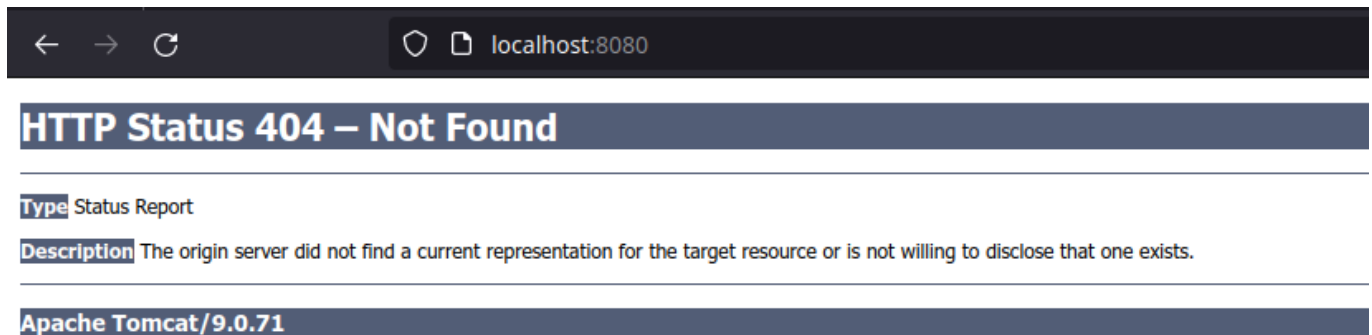 localhost:8080
HTTP Status 404 – Not Found
Type Status Report
Description The origin server did not find a current representation for the target resource or is not willing to disclose that one exists.
Apache Tomcat/9.0.71